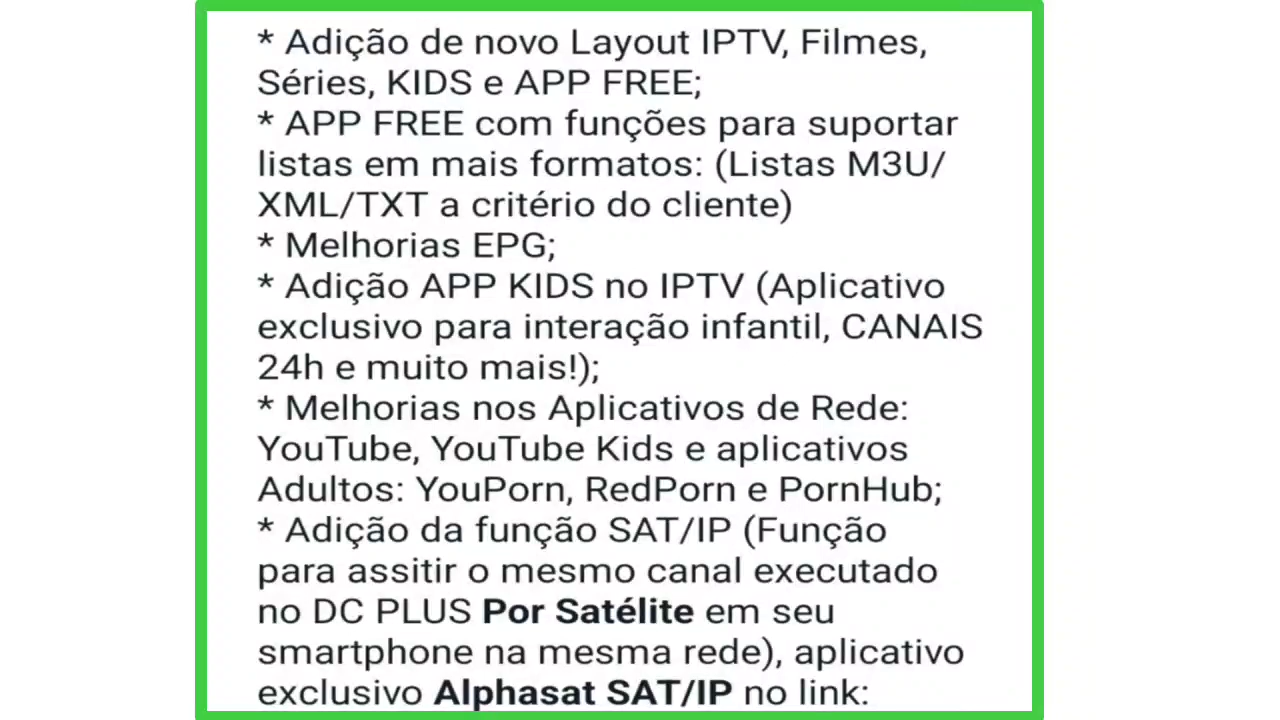 * Adição de novo Layout IPTV, Filmes,
Séries, KIDS e APP FREE;
* APP FREE com funções para suportar
listas em mais formatos: (Listas M3U/
XML/TXT a critério do cliente)
* Melhorias EPG;
* Adição APP KIDS no IPTV (Aplicativo
exclusivo para interação infantil, CANAIS
24h e muito mais!);
* Melhorias nos Aplicativos de Rede:
YouTube, YouTube Kids e aplicativos
Adultos: YouPorn, RedPorn e PornHub;
* Adição da função SAT/IP (Função
para assitir o mesmo canal executado
no DC PLUS Por Satélite em seu
smartphone na mesma rede), aplicativo
exclusivo Alphasat SAT/IP no link: